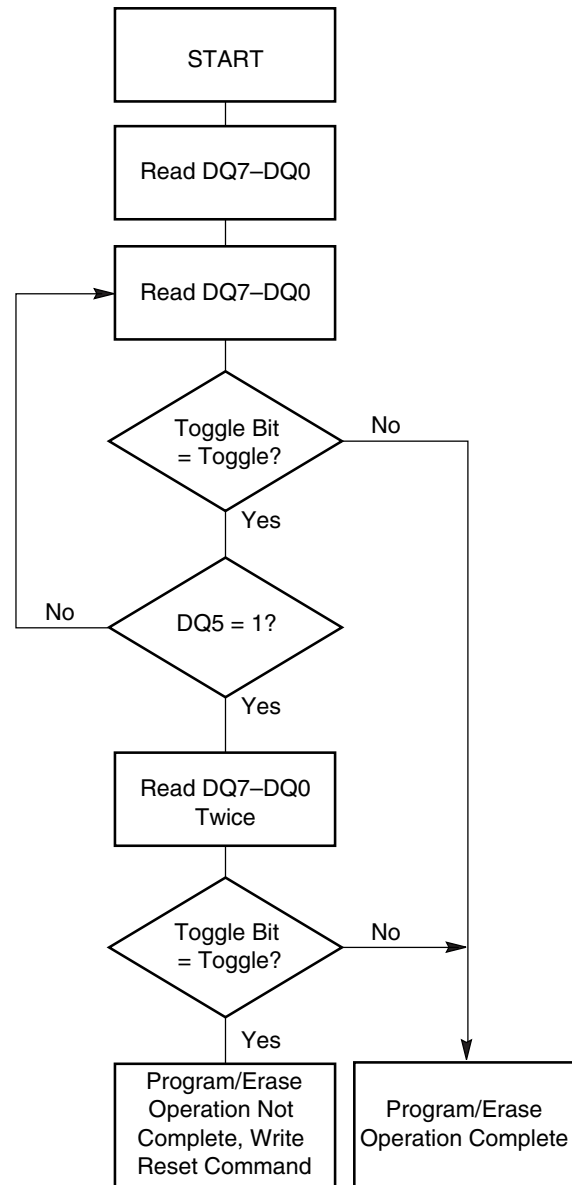 START
Read DQ7–DQ0
Read DQ7–DQ0
Toggle Bit
= Toggle?
No
Yes
No
DQ5 = 1?
Yes
Read DQ7–DQ0
Twice
Toggle Bit
= Toggle?
No
Yes
Program/Erase
Operation Not
Complete, Write
Reset Command
Program/Erase
Operation Complete